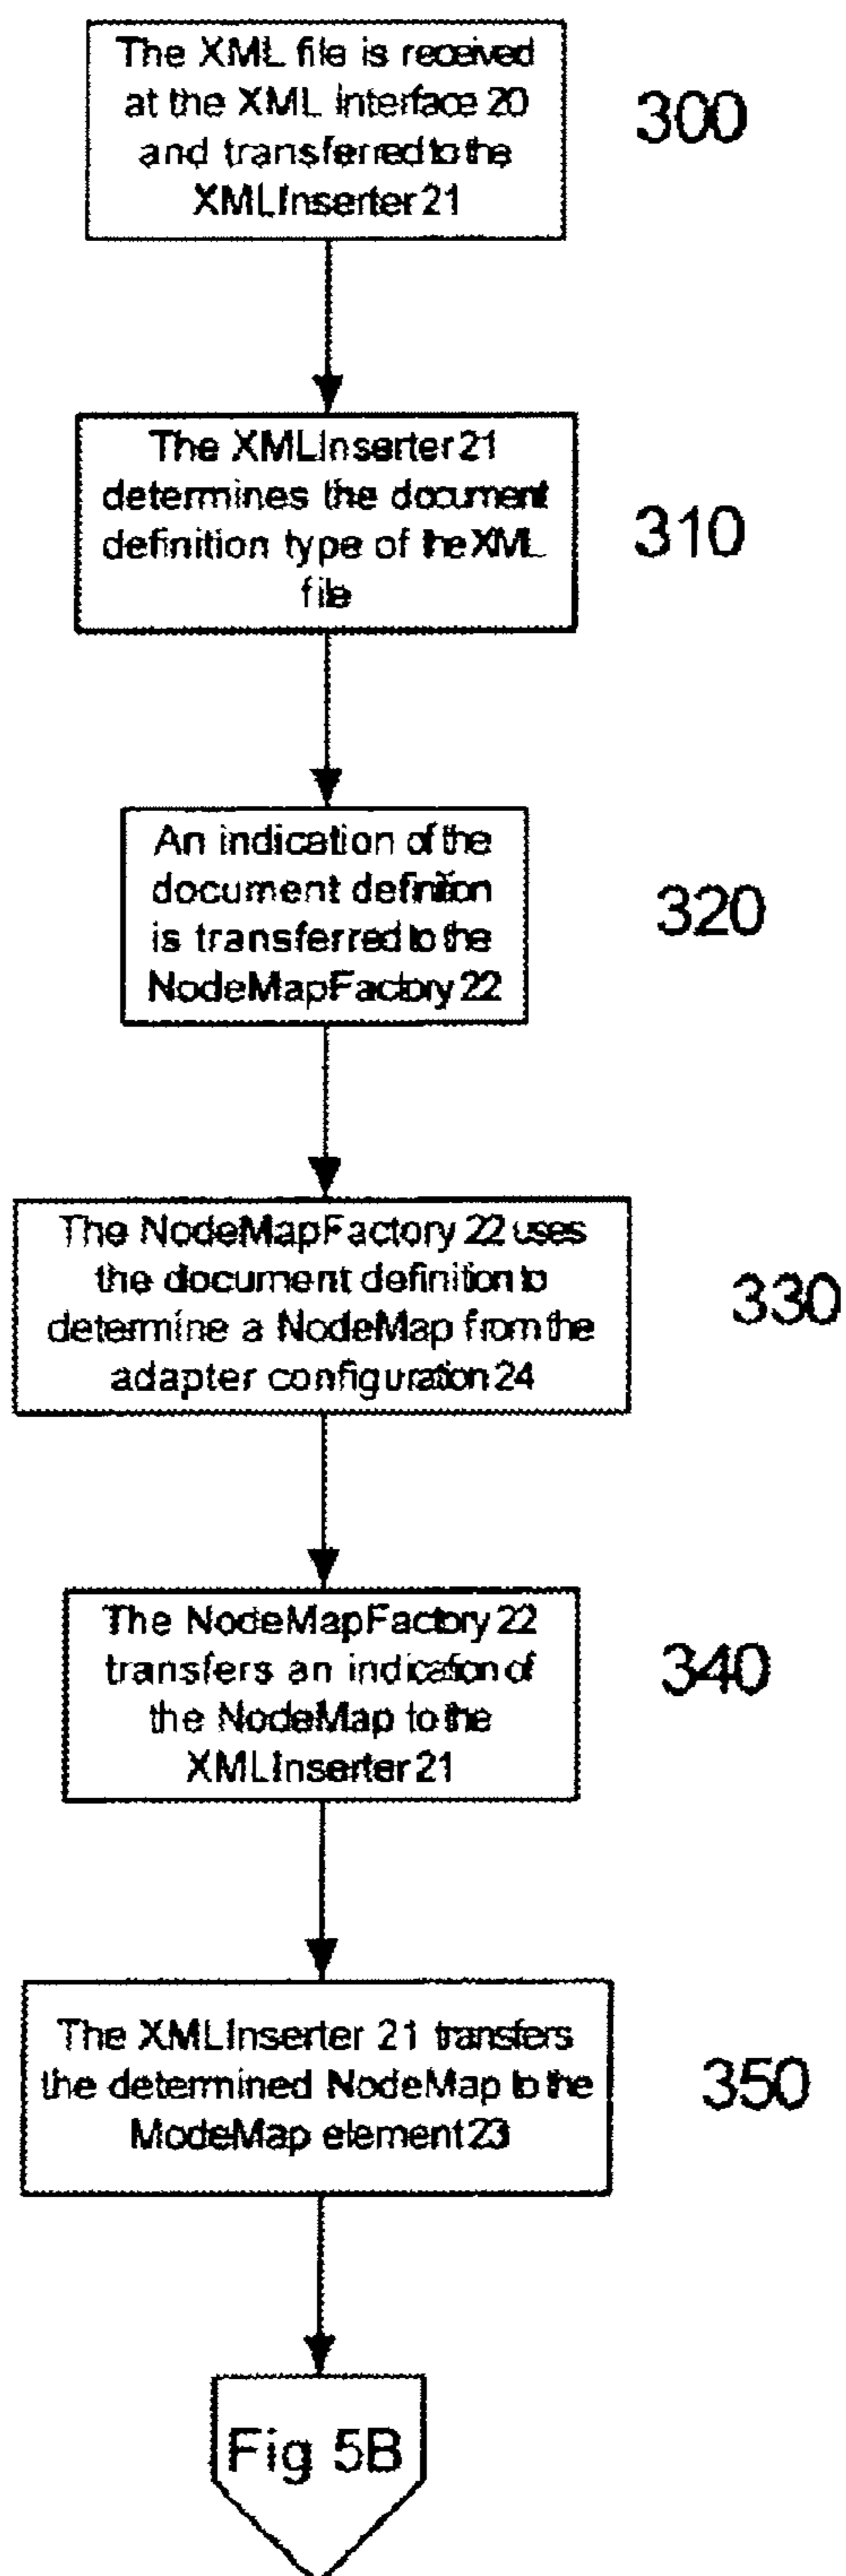 The XML file is received
at the XML Interface 20
and transferred to the
XMLInserter 21
300
The XMLInserter 21
determines the document
definition type of the XML
file
310
An indication of the
document definition
is transferred to the
NodeMapFactory 22
320
The NodeMapFactory 22 uses
the document definition to
determine a NodeMap from the
adapter configuration 24
330
The NodeMapFactory 22
transfers an indication of
the NodeMap to the
XMLInserter 21
340
The XMLInserter 21 transfers
the determined NodeMap to the
ModeMap element 23
350
Fig 5B